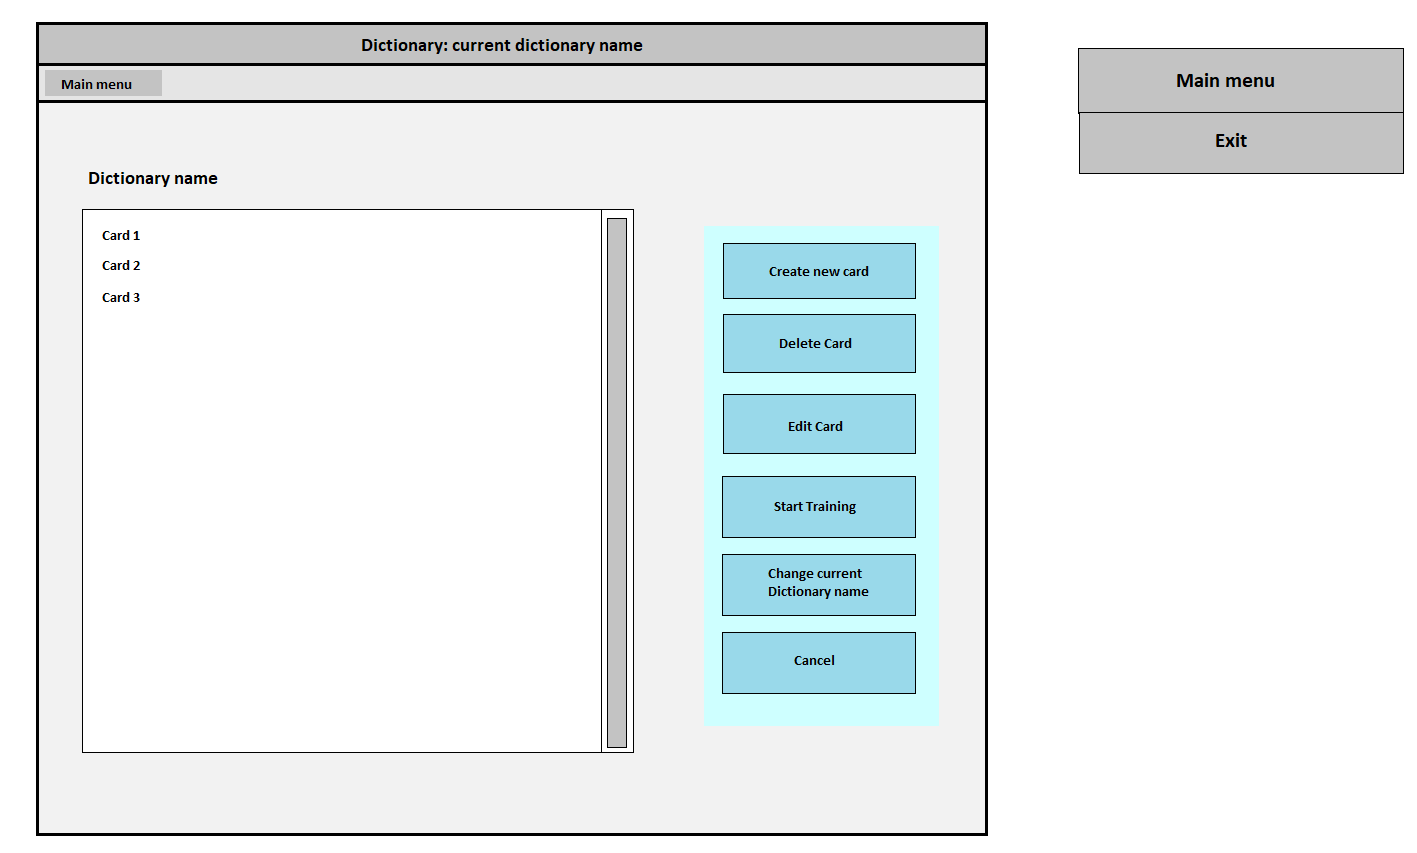 Dictionary: current dictionary name
Main menu
Dictionary name
Card 1
Card 2
Card 3
Create new card
Delete Card
Edit Card
Start Training
Change current
Dictionary name
Cancel
Main menu
Exit